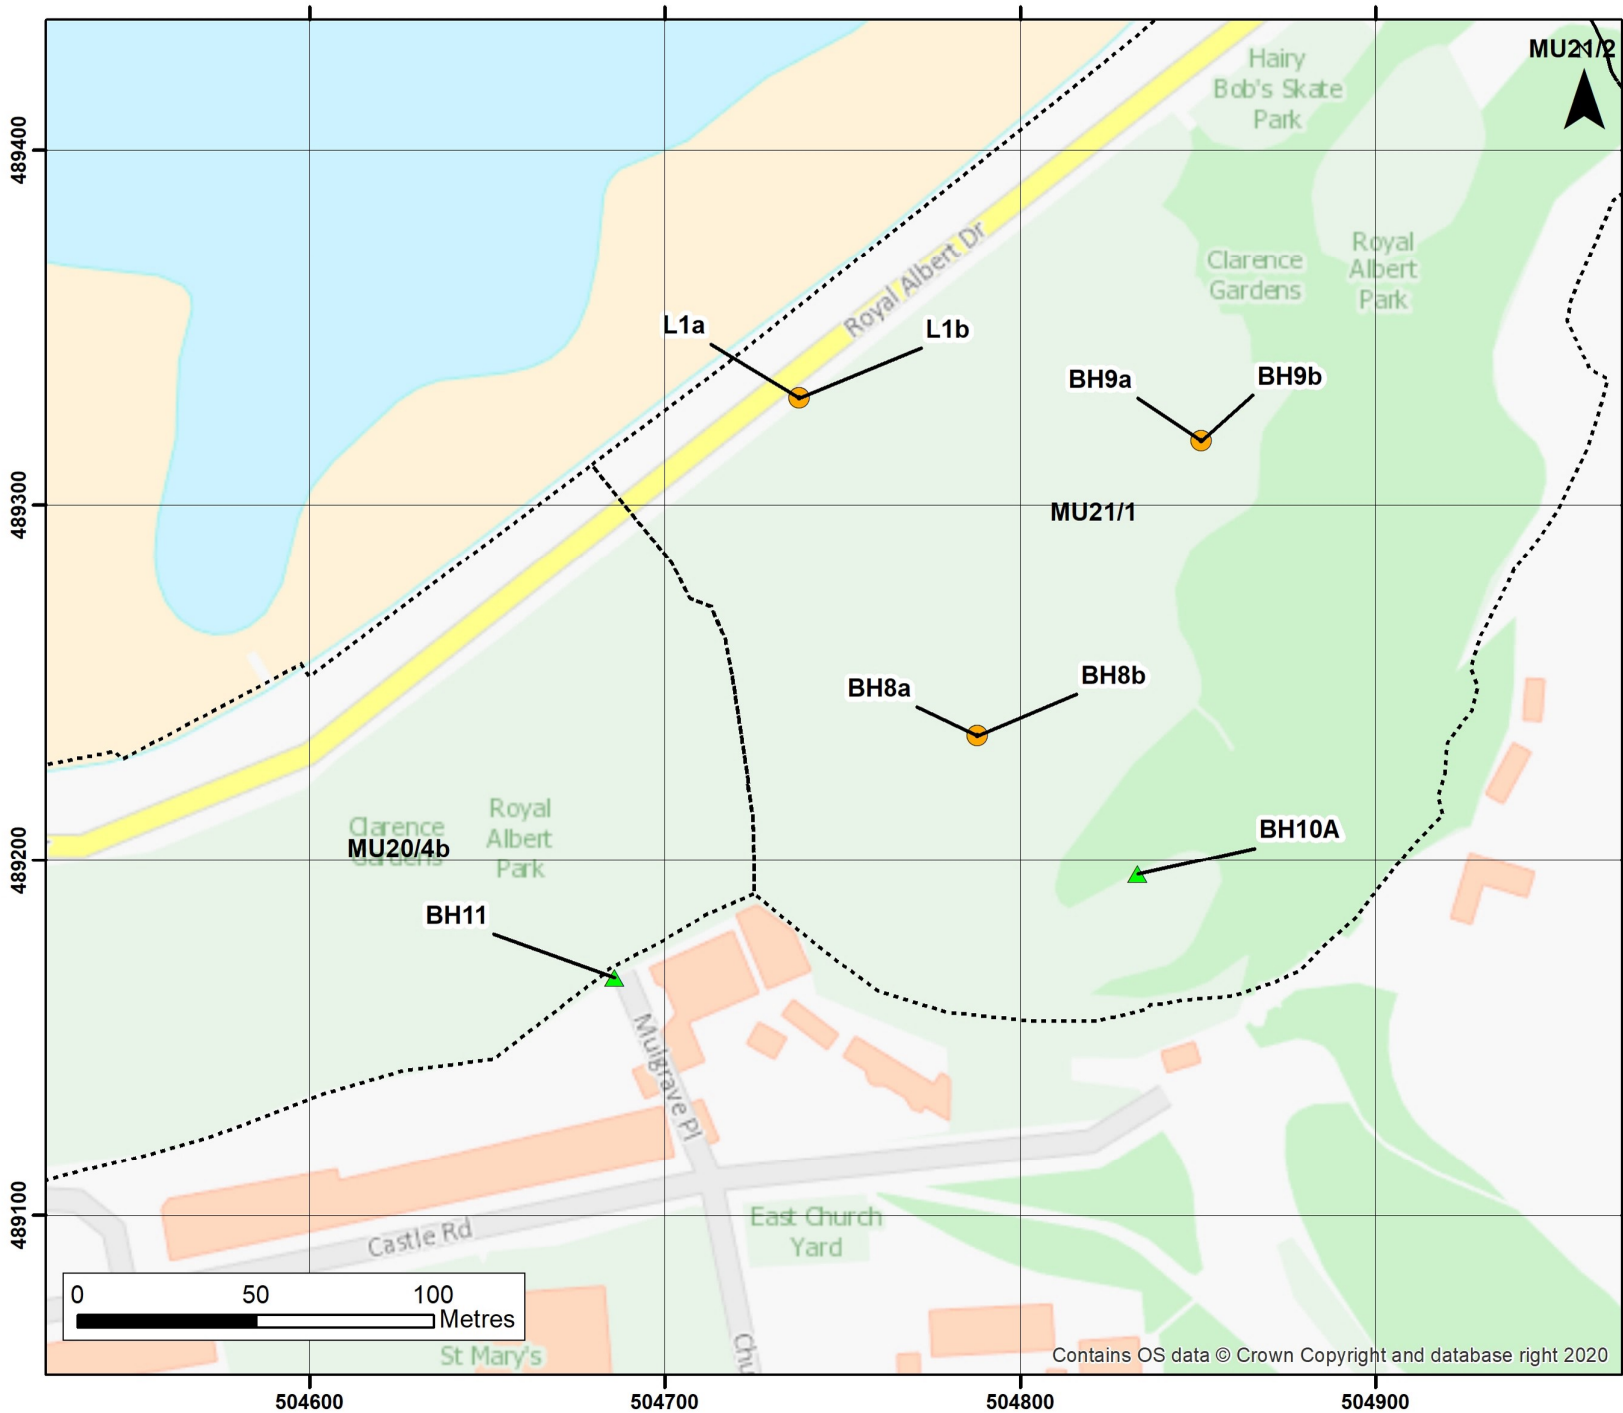 MU21/2
N
Hairy
Bob's Skate
Park
489400
Royal Albert Dr
Clarence
Gardens
Royal
Albert
Park
L1a
L1b
BH9a
BH9b
489300
MU21/1
BH8a
BH8b
Clarence
Gardens
MU20/4b
Royal
Albert
Park
BH10A
489200
BH11
Mulgrave Pl
489100
Castle Rd
East Church
Yard
Chu
0 50 100
Metres
St Mary's
Contains OS data © Crown Copyright and database right 2020
504600 504700 504800 504900